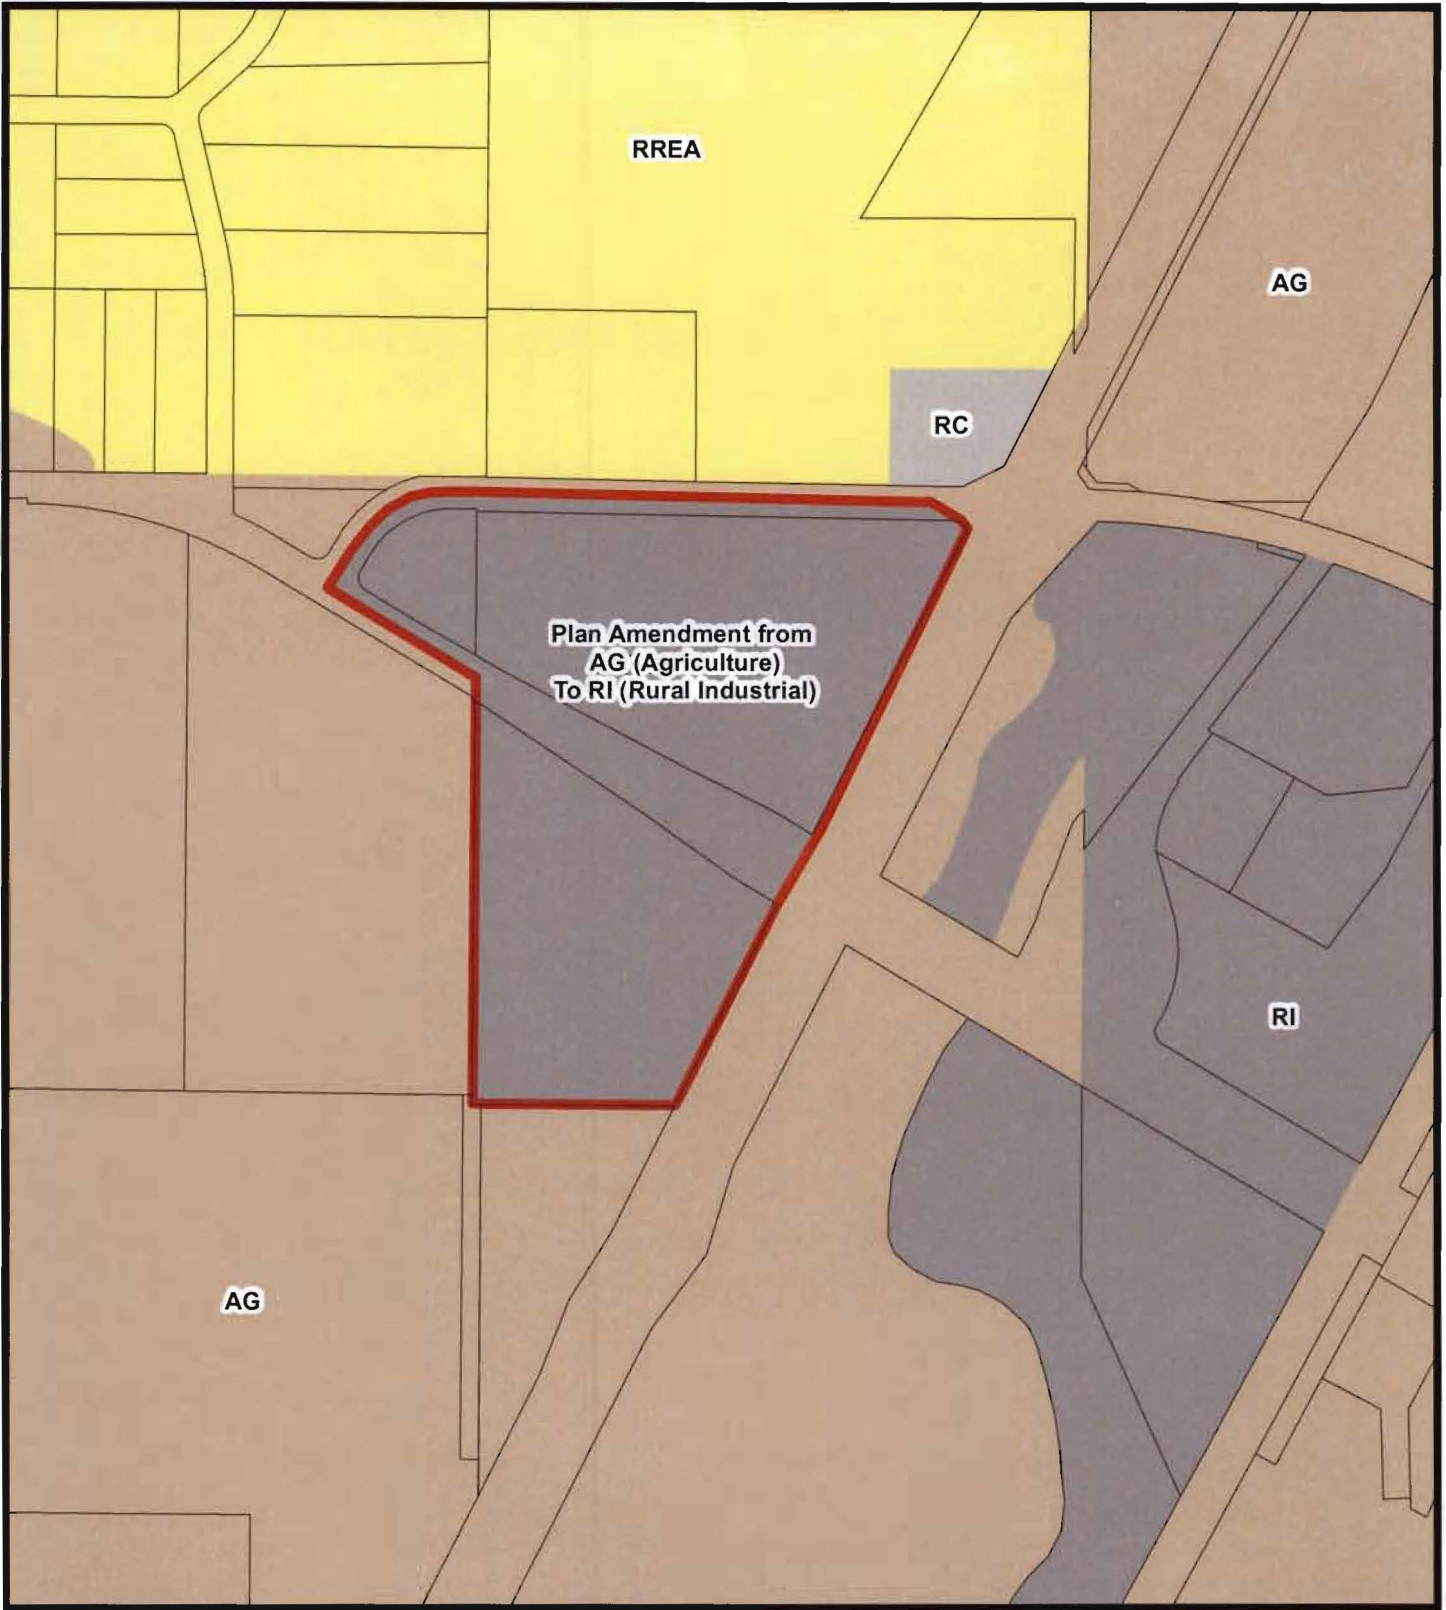 RREA
AG
RC
Plan Amendment from
AG (Agriculture)
To RI (Rural Industrial)
RI
AG